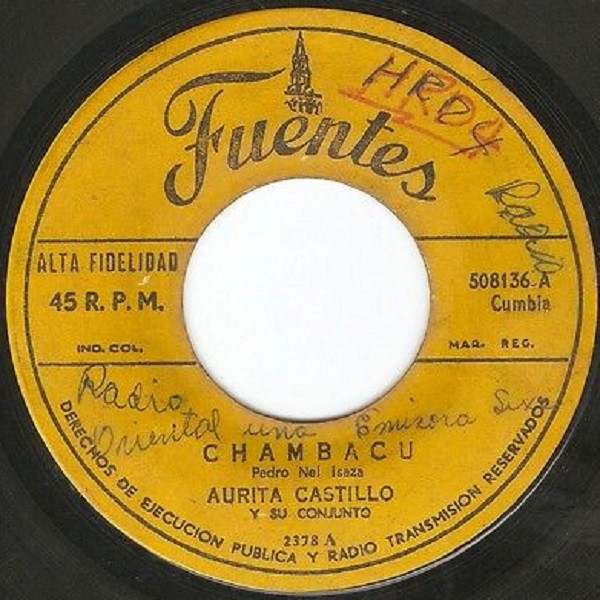 Fuentes
HRD4
Radio
ALTA FIDELIDAD
45 R. P. M.
IND. COL.
508136-A
Cumbia
MAR. REG.
Radio
Oriental una Emizora
CHAMBACU
Pedro Nel Isaza
AURITA CASTILLO
Y SU CONJUNTO
2378 A
DERECHOS DE EJECUCION PUBLICA Y RADIO TRANSMISION RESERVADOS